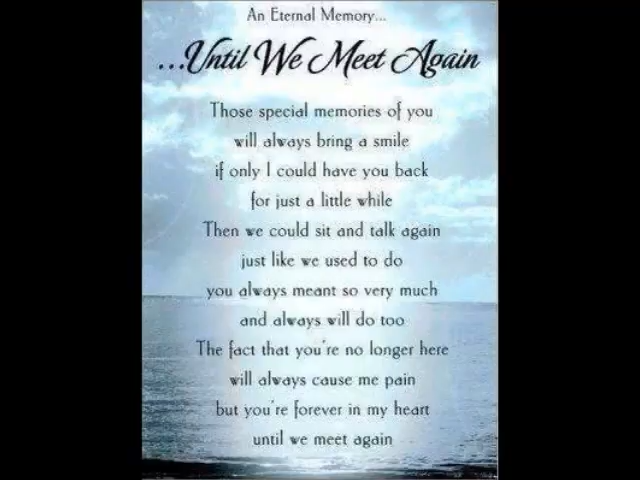 An Eternal Memory...
...Until We Meet Again
Those special memories of you
will always bring a smile
if only I could have you back
for just a little while
Then we could sit and talk again
just like we used to do
you always meant so very much
and always will do too
The fact that you're no longer here
will always cause me pain
but you're forever in my heart
until we meet again